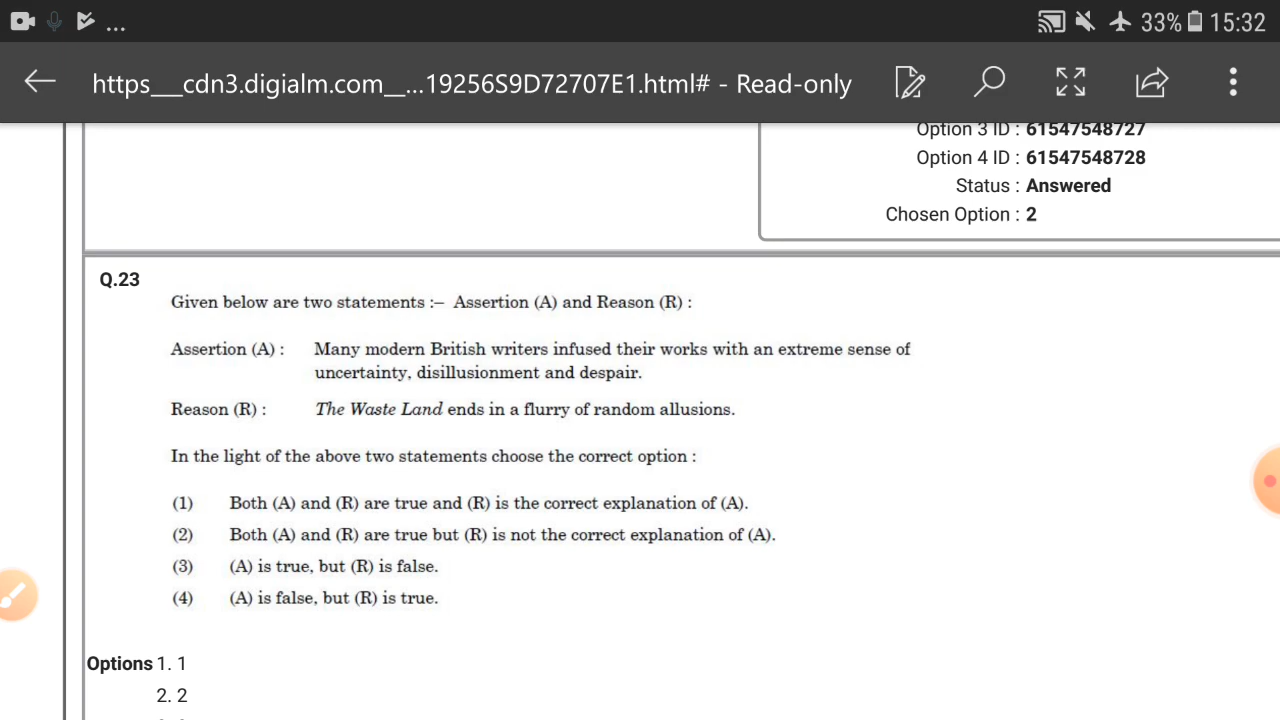 ... 33% 15:32
https___cdn3.digialm.com__...19256S9D72707E1.html# - Read-only
Option 3 ID : 61547548727
Option 4 ID : 61547548728
Status : Answered
Chosen Option : 2
Q.23
Given below are two statements :– Assertion (A) and Reason (R) :
Assertion (A) : Many modern British writers infused their works with an extreme sense of
uncertainty, disillusionment and despair.
Reason (R) : The Waste Land ends in a flurry of random allusions.
In the light of the above two statements choose the correct option :
(1) Both (A) and (R) are true and (R) is the correct explanation of (A).
(2) Both (A) and (R) are true but (R) is not the correct explanation of (A).
(3) (A) is true, but (R) is false.
(4) (A) is false, but (R) is true.
Options 1. 1
2. 2